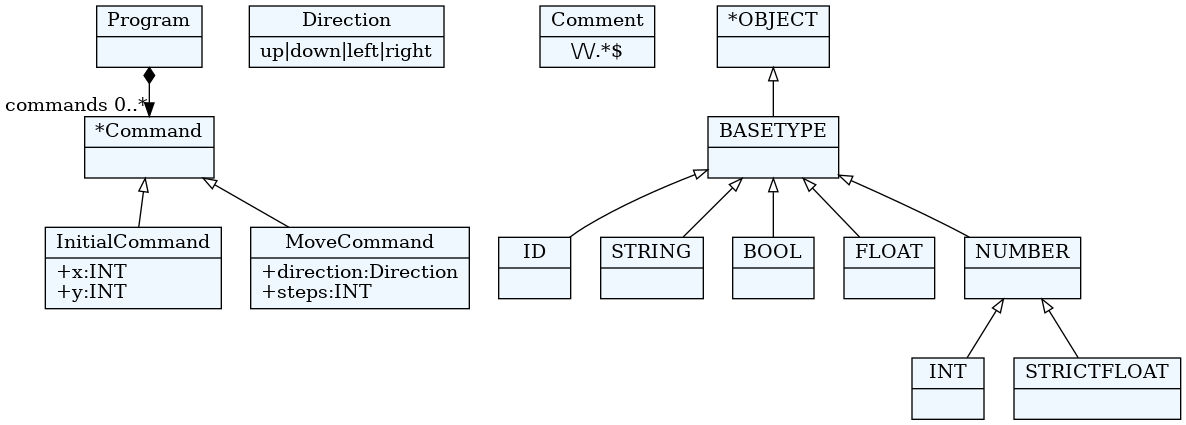 Program
Direction
up|down|left|right
Comment
\/\/.*$
*OBJECT
commands 0..*
*Command
BASETYPE
InitialCommand
+x:INT
+y:INT
MoveCommand
+direction:Direction
+steps:INT
ID
STRING
BOOL
FLOAT
NUMBER
INT
STRICTFLOAT